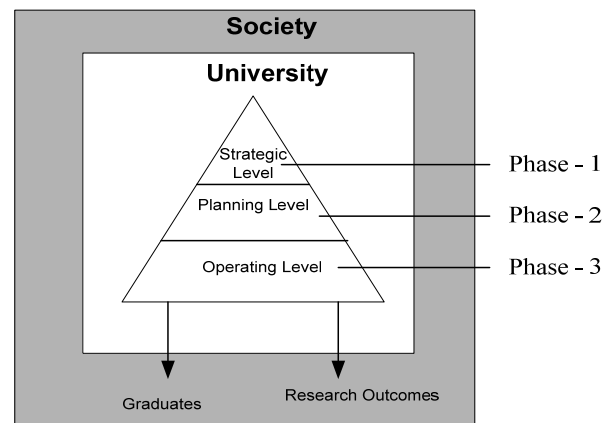 Society
University
Strategic
Level
Phase - 1
Planning Level
Phase - 2
Operating Level
Phase - 3
Graduates
Research Outcomes